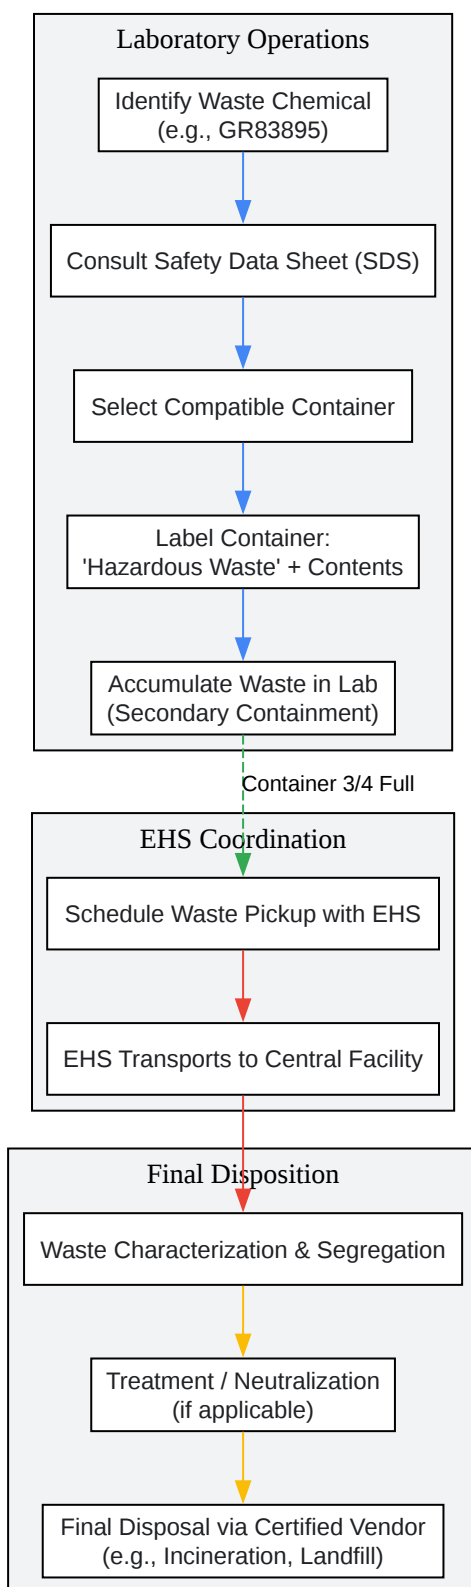 Laboratory Operations
Identify Waste Chemical
(e.g., GR83895)
Consult Safety Data Sheet (SDS)
Select Compatible Container
Label Container:
'Hazardous Waste' + Contents
Accumulate Waste in Lab
(Secondary Containment)
Container 3/4 Full
EHS Coordination
Schedule Waste Pickup with EHS
EHS Transports to Central Facility
Final Disposition
Waste Characterization & Segregation
Treatment / Neutralization
(if applicable)
Final Disposal via Certified Vendor
(e.g., Incineration, Landfill)